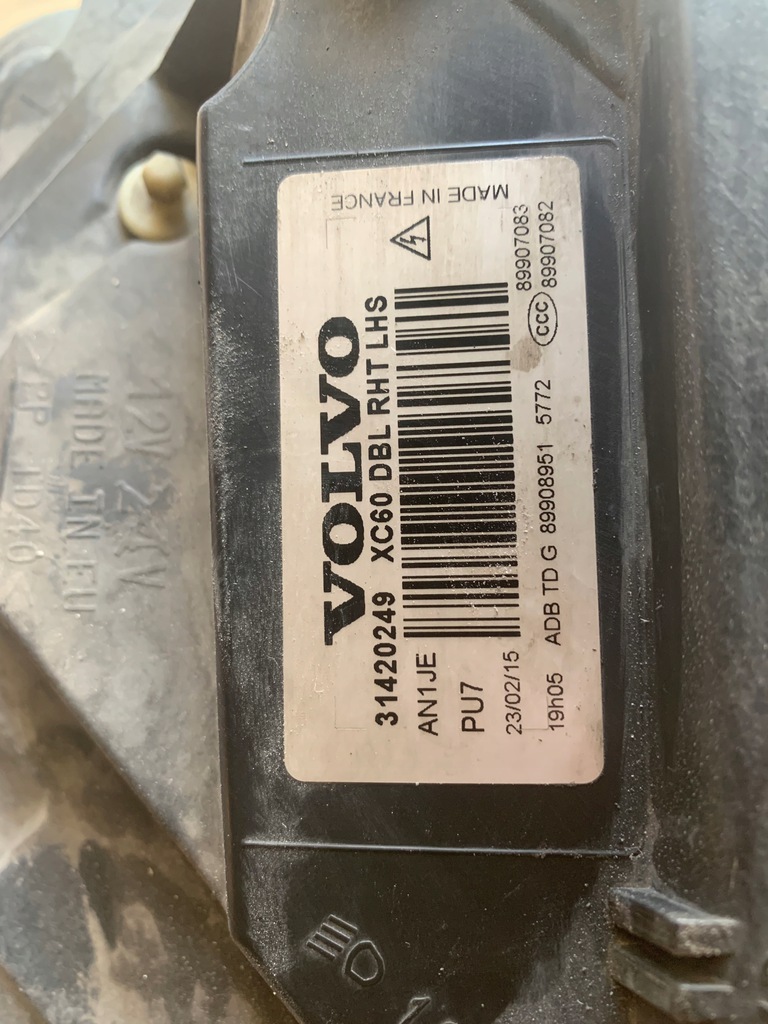 VOLVO
31420249 XC60 DBL RHT LHS
AN1JE
PU7
23/02/15 5772 89907083
19h05 ADB TD G 89908951 CCC 89907082
MADE IN FRANCE
12V 24V
MADE IN EU